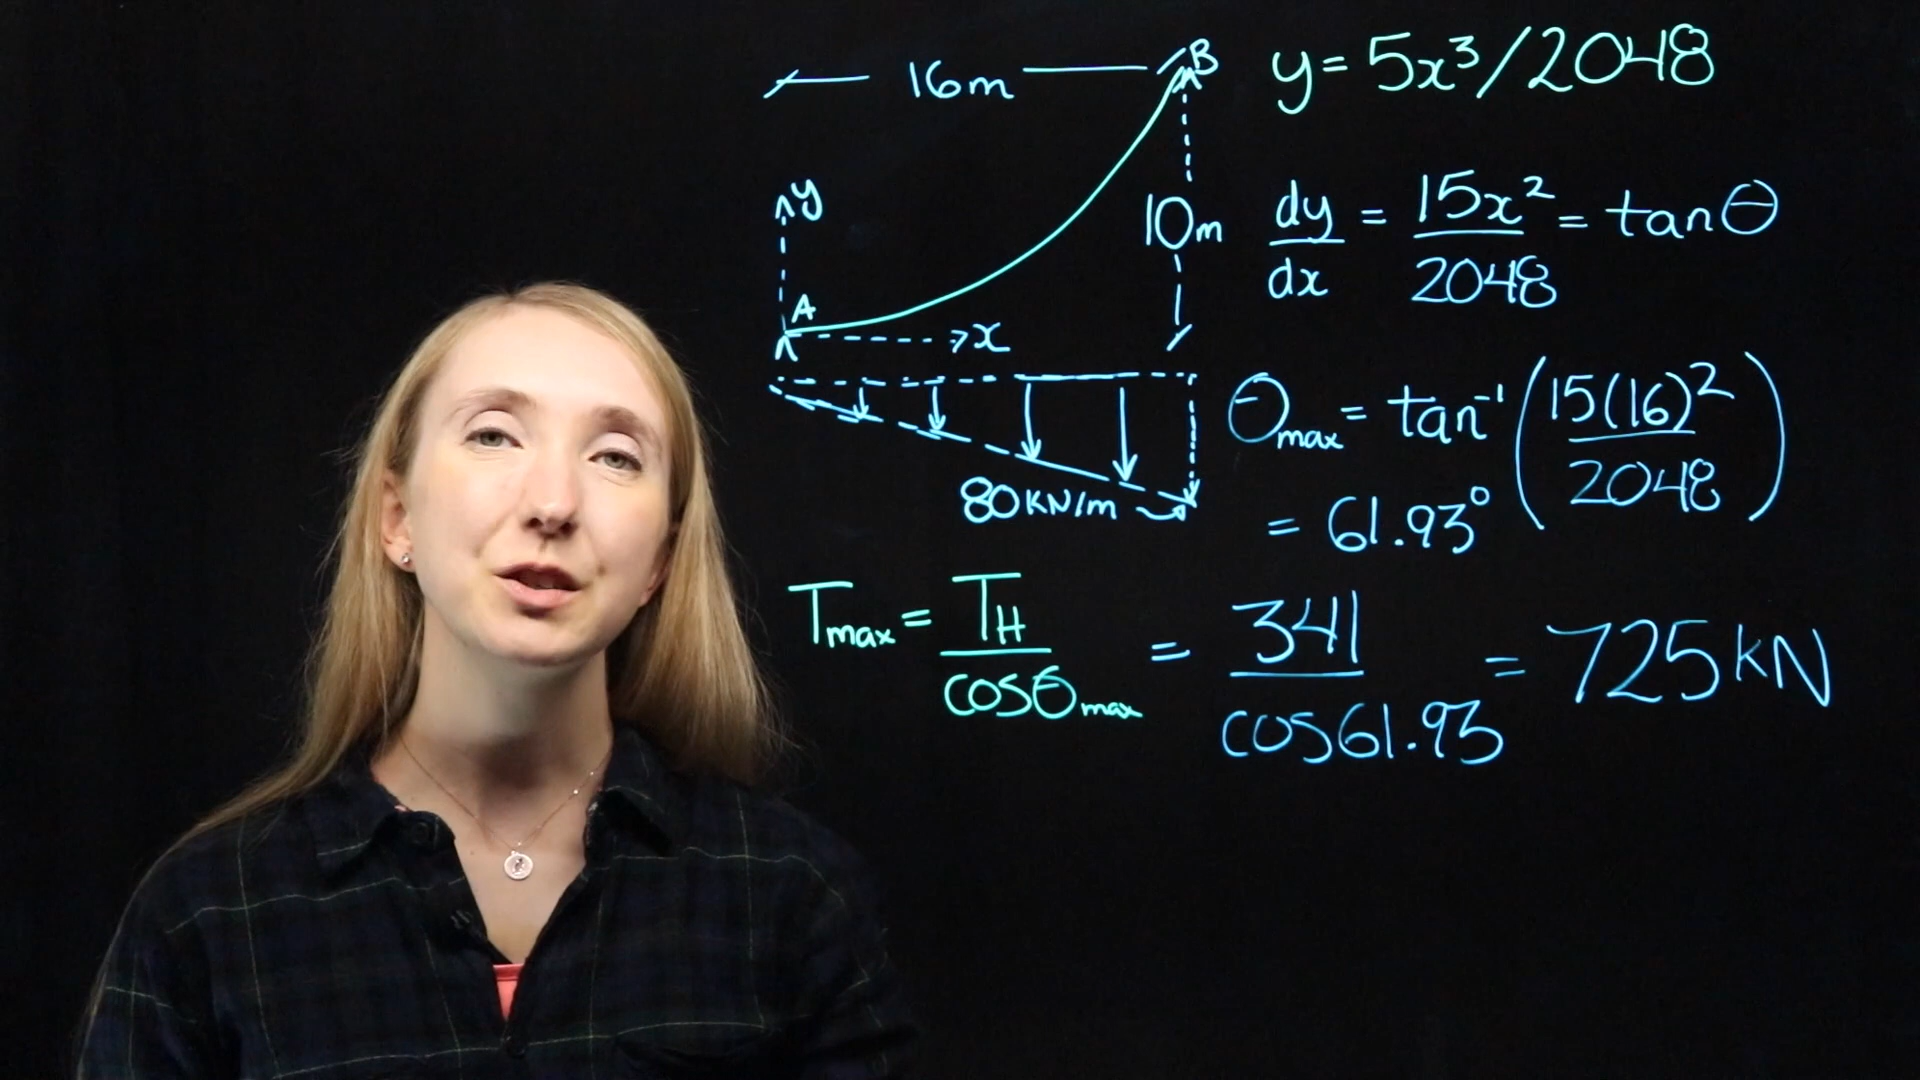 16m
B
y = 5x³/2048
y
10m
dy/dx = 15x²/2048 = tanθ
A
x
θmax = tan⁻¹(15(16)²/2048)
80KN/m
= 61.93°
Tmax = TH/cosθmax = 341/cos61.93 = 725KN